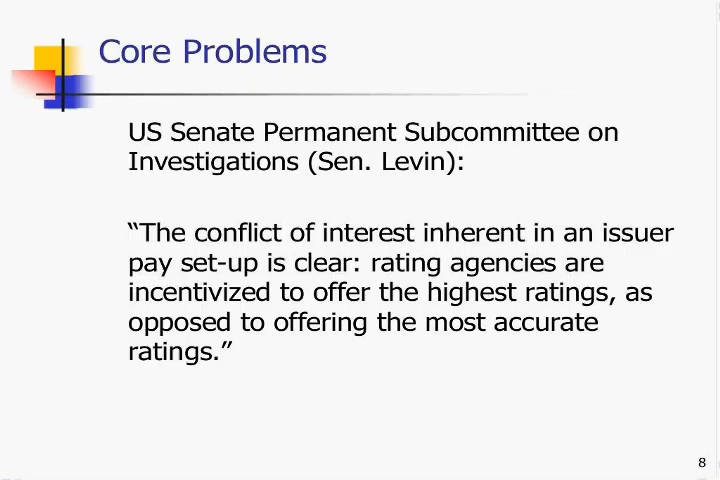 Core Problems
US Senate Permanent Subcommittee on
Investigations (Sen. Levin):
“The conflict of interest inherent in an issuer
pay set-up is clear: rating agencies are
incentivized to offer the highest ratings, as
opposed to offering the most accurate
ratings.”
8